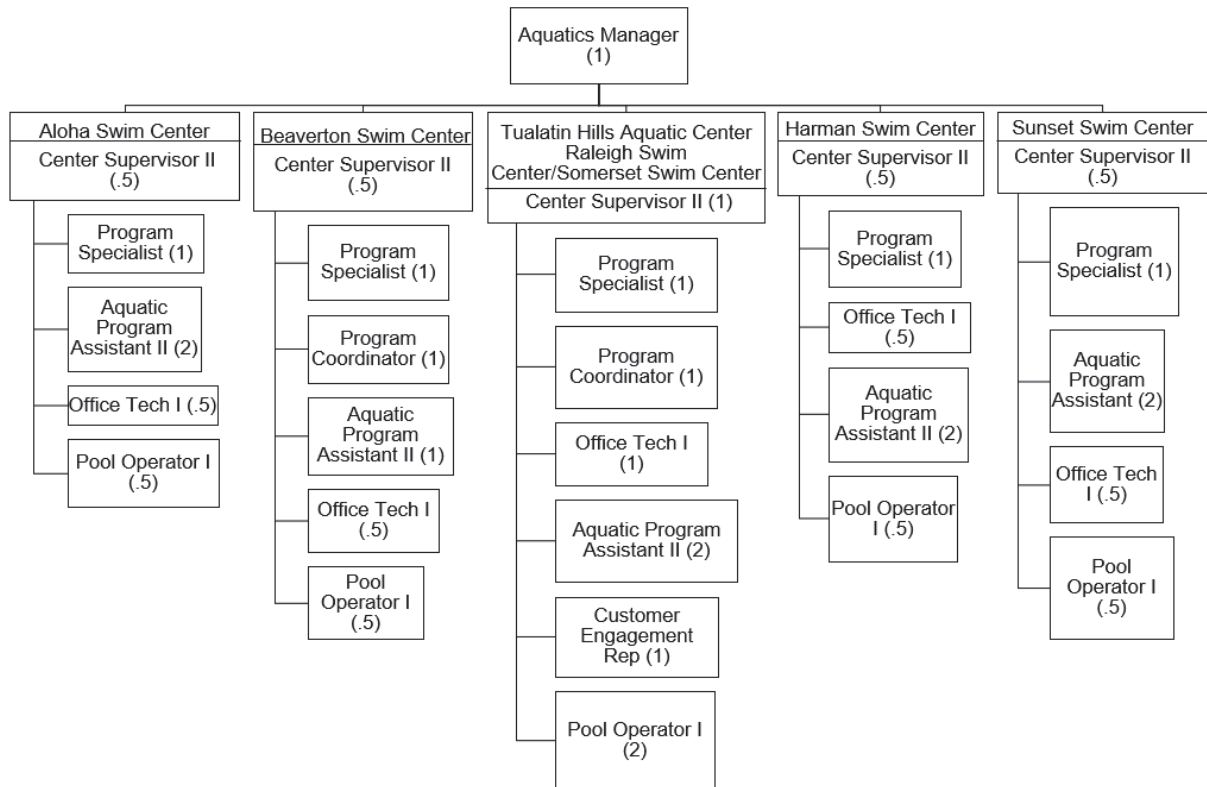 Aquatics Manager
(1)
Aloha Swim Center
Center Supervisor II
(.5)
Program
Specialist (1)
Aquatic
Program
Assistant II (2)
Office Tech I (.5)
Pool Operator I
(.5)
Beaverton Swim Center
Center Supervisor II
(.5)
Program
Specialist (1)
Program
Coordinator (1)
Aquatic
Program
Assistant II (1)
Office Tech I
(.5)
Pool
Operator I
(.5)
Tualatin Hills Aquatic Center
Raleigh Swim
Center/Somerset Swim Center
Center Supervisor II (1)
Program
Specialist (1)
Program
Coordinator (1)
Office Tech I
(1)
Aquatic Program
Assistant II (2)
Customer
Engagement
Rep (1)
Pool Operator I
(2)
Harman Swim Center
Center Supervisor II
(.5)
Program
Specialist (1)
Office Tech I
(.5)
Aquatic
Program
Assistant II (2)
Pool Operator
I (.5)
Sunset Swim Center
Center Supervisor II
(.5)
Program
Specialist (1)
Aquatic
Program
Assistant (2)
Office Tech
I (.5)
Pool
Operator I
(.5)